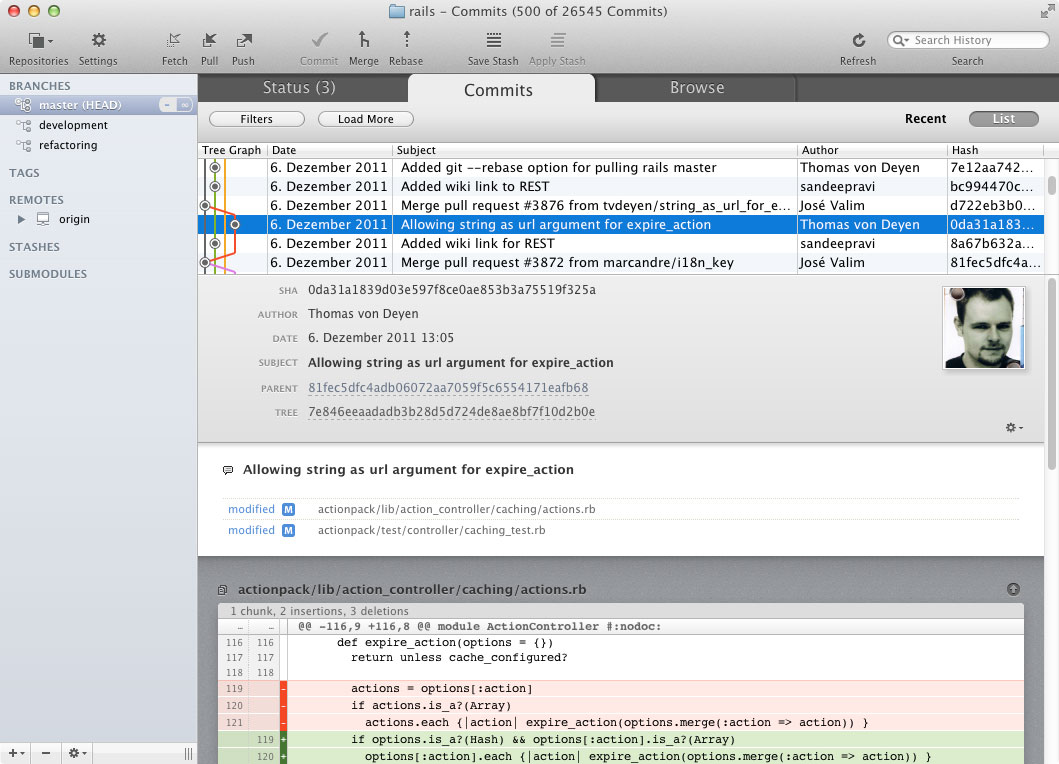 rails – Commits (500 of 26545 Commits)
Repositories Settings Fetch Pull Push Commit Merge Rebase Save Stash Apply Stash Refresh Search
Search History
BRANCHES
master (HEAD)
development
refactoring
TAGS
REMOTES
origin
STASHES
SUBMODULES
Status (3) Commits Browse
Filters Load More Recent List
Tree Graph Date Subject Author Hash
6. Dezember 2011 Added git --rebase option for pulling rails master Thomas von Deyen 7e12aa742...
6. Dezember 2011 Added wiki link to REST sandeepravi bc994470c...
6. Dezember 2011 Merge pull request #3876 from tvdeyen/string_as_url_for_e... José Valim d722eb3b0...
6. Dezember 2011 Allowing string as url argument for expire_action Thomas von Deyen 0da31a183...
6. Dezember 2011 Added wiki link for REST sandeepravi 8a67b632a...
6. Dezember 2011 Merge pull request #3872 from marcandre/i18n_key José Valim 81fec5dfc4a...
SHA 0da31a1839d03e597f8ce0ae853b3a75519f325a
AUTHOR Thomas von Deyen
DATE 6. Dezember 2011 13:05
SUBJECT Allowing string as url argument for expire_action
PARENT 81fec5dfc4adb06072aa7059f5c6554171eafb68
TREE 7e846eeaadadb3b28d5d724de8ae8bf7f10d2b0e
Allowing string as url argument for expire_action
modified M actionpack/lib/action_controller/caching/actions.rb
modified M actionpack/test/controller/caching_test.rb
actionpack/lib/action_controller/caching/actions.rb
1 chunk, 2 insertions, 3 deletions
... ... @@ -116,9 +116,8 @@ module ActionController #:nodoc:
116 116 def expire_action(options = {})
117 117 return unless cache_configured?
118 118
119 - actions = options[:action]
120 - if actions.is_a?(Array)
121 - actions.each {|action| expire_action(options.merge(:action => action)) }
119 + if options.is_a?(Hash) && options[:action].is_a?(Array)
120 + options[:action].each {|action| expire_action(options.merge(:action => action)) }